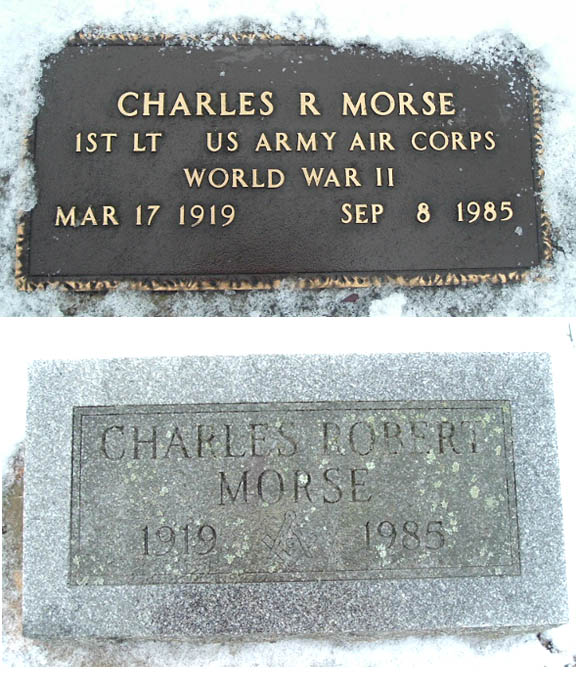 CHARLES R MORSE
1ST LT US ARMY AIR CORPS
WORLD WAR II
MAR 17 1919 SEP 8 1985
CHARLES ROBERT
MORSE
1919 1985